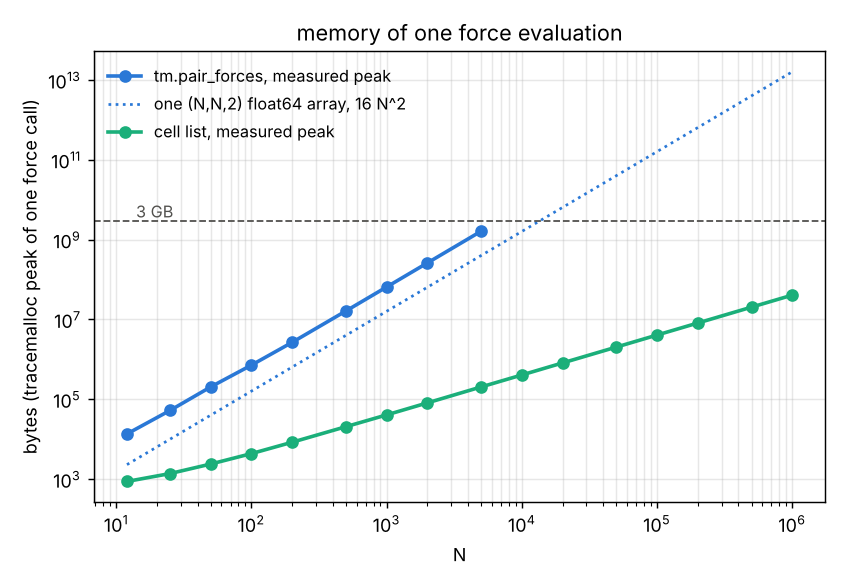 memory of one force evaluation
tm.pair_forces, measured peak
one (N,N,2) float64 array, 16 N^2
cell list, measured peak
3 GB
bytes (tracemalloc peak of one force call)
10^13
10^11
10^9
10^7
10^5
10^3
10^1 10^2 10^3 10^4 10^5 10^6
N